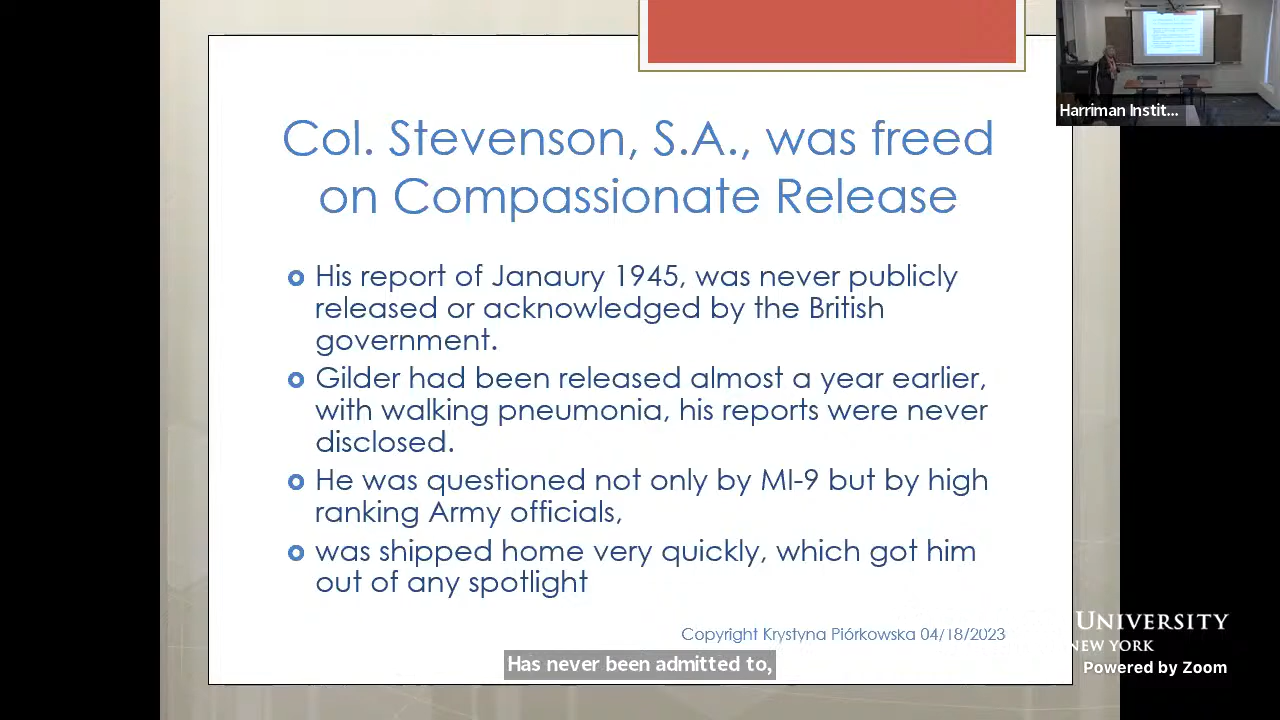 Harriman Instit...
Col. Stevenson, S.A., was freed
on Compassionate Release
His report of Janaury 1945, was never publicly
released or acknowledged by the British
government.
Gilder had been released almost a year earlier,
with walking pneumonia, his reports were never
disclosed.
He was questioned not only by MI-9 but by high
ranking Army officials,
was shipped home very quickly, which got him
out of any spotlight
Copyright Krystyna Piórkowska 04/18/2023
Has never been admitted to,
UNIVERSITY
NEW YORK
Powered by Zoom